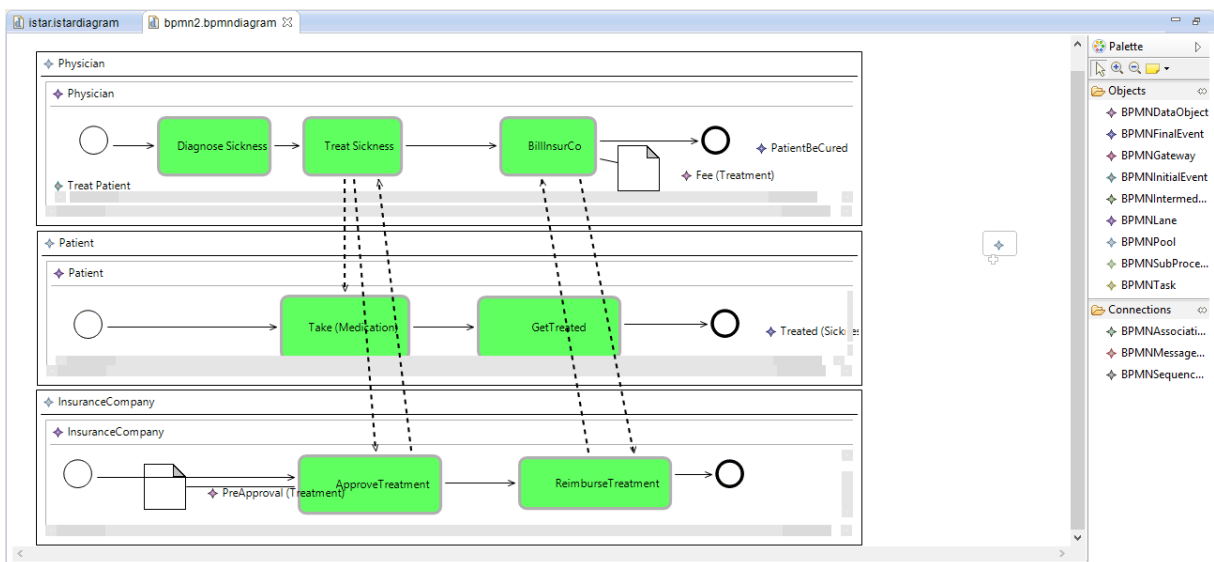 istar.istardiagram
bpmn2.bpmndiagram
Physician
Physician
Diagnose Sickness
Treat Sickness
BillInsurCo
PatientBeCured
Fee (Treatment)
Treat Patient
Patient
Patient
Take (Medication)
GetTreated
Treated (Sicknes
InsuranceCompany
InsuranceCompany
ApproveTreatment
ReimburseTreatment
PreApproval (Treatment)
Palette
Objects
BPMNDataObject
BPMNFinalEvent
BPMNGateway
BPMNInitialEvent
BPMNIntermed...
BPMNLane
BPMNPool
BPMNSubProce...
BPMNTask
Connections
BPMNAssociati...
BPMNMessage...
BPMNSequenc...